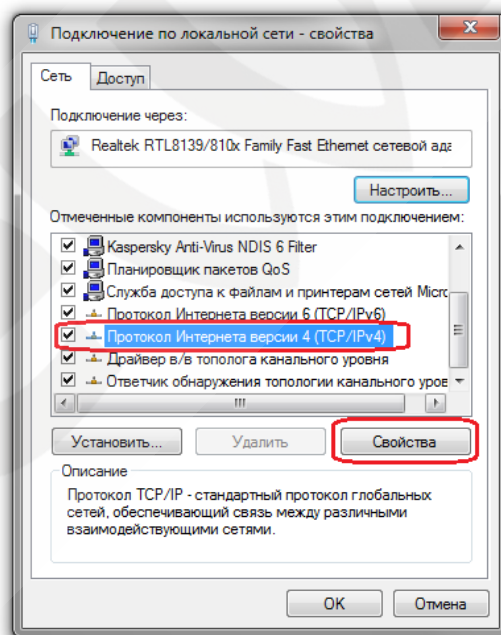 Подключение по локальной сети - свойства
Сеть
Доступ
Подключение через:
Realtek RTL8139/810x Family Fast Ethernet сетевой ада
Настроить...
Отмеченные компоненты используются этим подключением:
Kaspersky Anti-Virus NDIS 6 Filter
Планировщик пакетов QoS
Служба доступа к файлам и принтерам сетей Micro
Протокол Интернета версии 6 (TCP/IPv6)
Протокол Интернета версии 4 (TCP/IPv4)
Драйвер в/в тополога канального уровня
Ответчик обнаружения топологии канального уров
Установить...
Удалить
Свойства
Описание
Протокол TCP/IP - стандартный протокол глобальных
сетей, обеспечивающий связь между различными
взаимодействующими сетями.
OK
Отмена